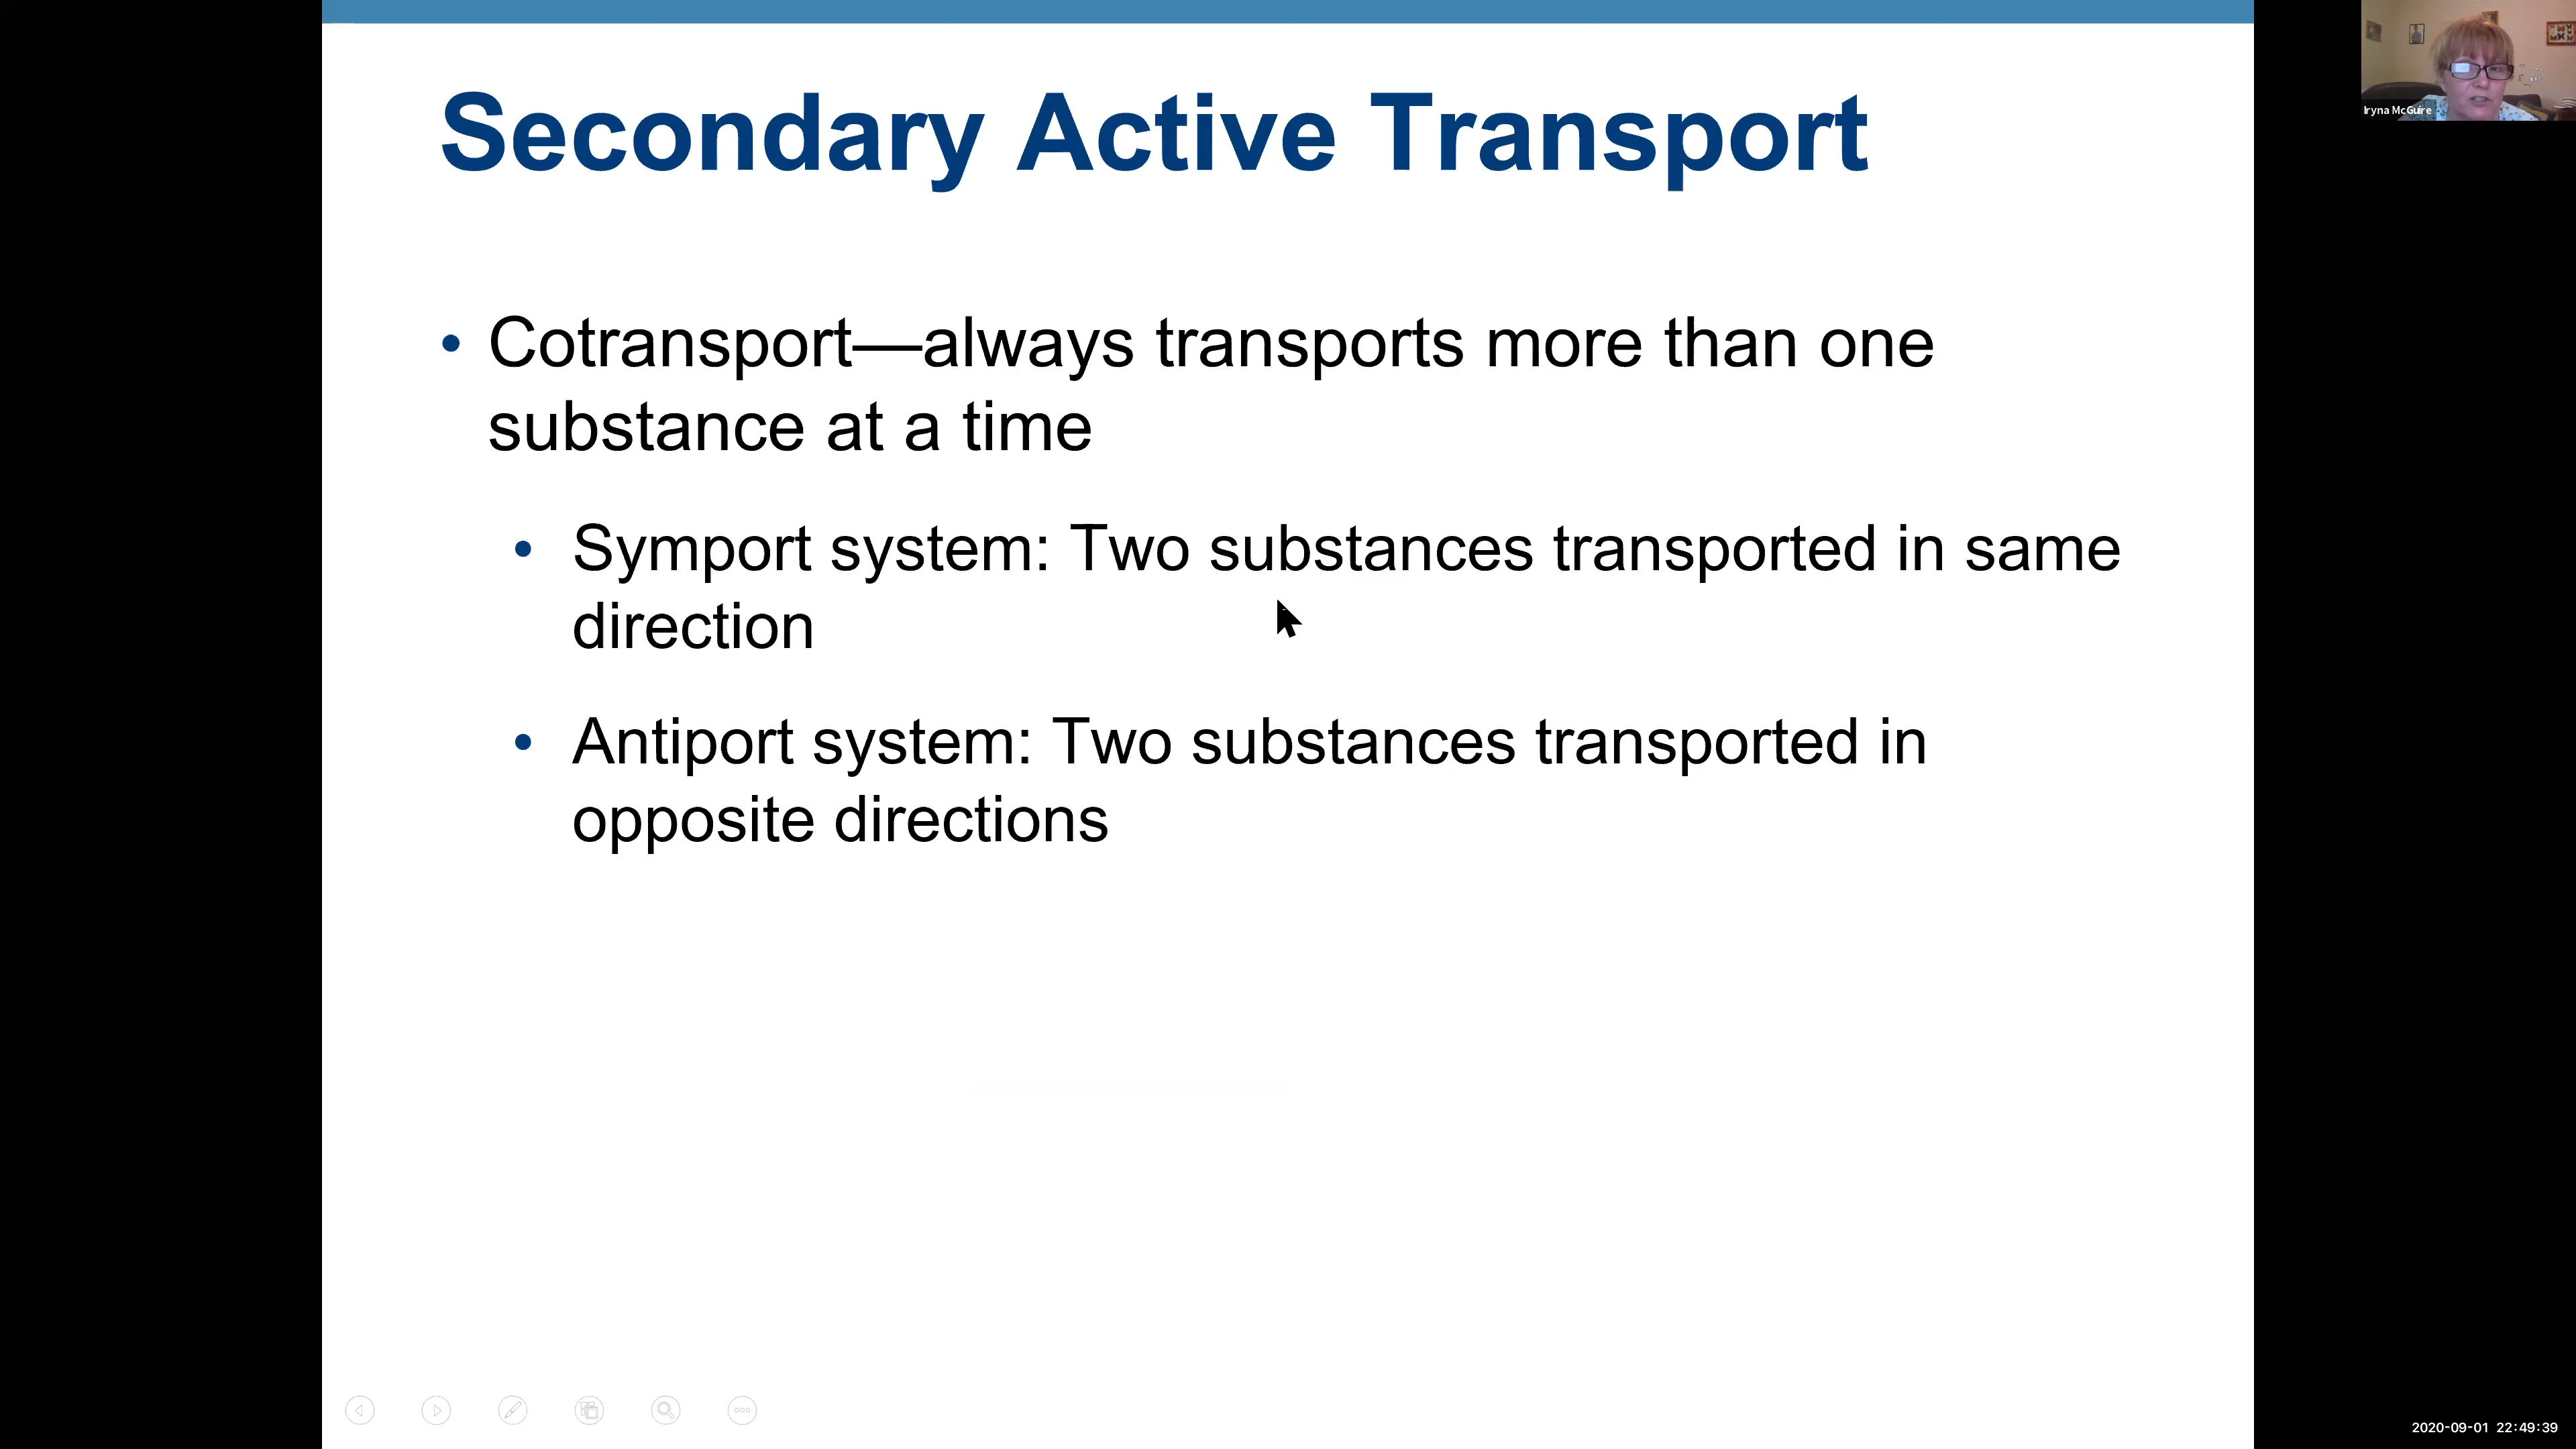 Secondary Active Transport
• Cotransport—always transports more than one
substance at a time
• Symport system: Two substances transported in same
direction
• Antiport system: Two substances transported in
opposite directions
Iryna McGuire
2020-09-01 22:49:39